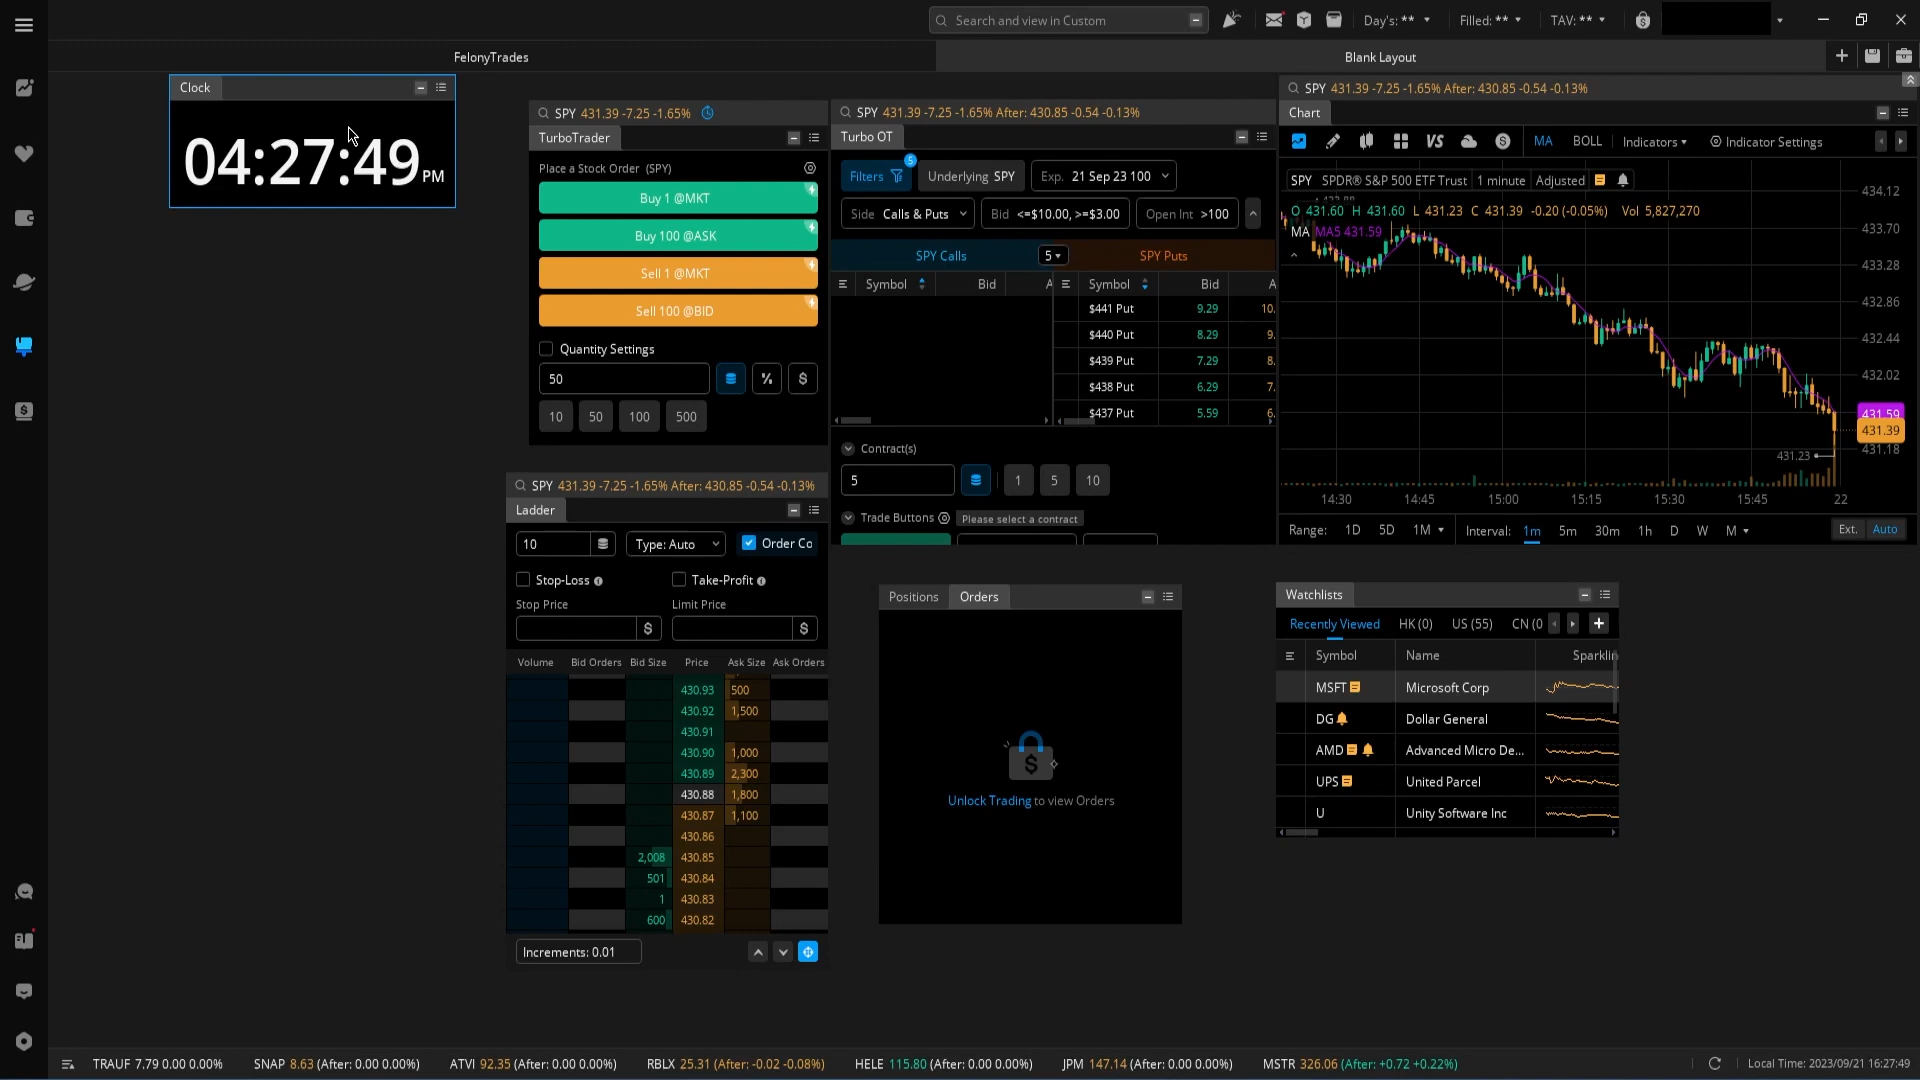 Search and view in Custom
Day's: **
Filled: **
TAV: **
FelonyTrades
Blank Layout
Clock
04:27:49 PM
SPY 431.39 -7.25 -1.65%
TurboTrader
Place a Stock Order (SPY)
Buy 1 @MKT
Buy 100 @ASK
Sell 1 @MKT
Sell 100 @BID
Quantity Settings
50
%
$
10 50 100 500
SPY 431.39 -7.25 -1.65% After: 430.85 -0.54 -0.13%
Turbo OT
Filters 5
Underlying SPY
Exp. 21 Sep 23 100
Side Calls & Puts
Bid <=$10.00, >=$3.00
Open Int >100
SPY Calls
5
SPY Puts
Symbol Bid A
Symbol Bid A
$441 Put 9.29 10.
$440 Put 8.29 9.
$439 Put 7.29 8.
$438 Put 6.29 7.
$437 Put 5.59 6.
Contract(s)
5
1 5 10
Trade Buttons
Please select a contract
SPY 431.39 -7.25 -1.65% After: 430.85 -0.54 -0.13%
Chart
VS
$
MA
BOLL
Indicators
Indicator Settings
SPY SPDR® S&P 500 ETF Trust 1 minute Adjusted
O 431.60 H 431.60 L 431.23 C 431.39 -0.20 (-0.05%) Vol 5,827,270
MA MA5 431.59
434.12
433.70
433.28
432.86
432.44
432.02
431.59
431.39
431.18
431.23
14:30 14:45 15:00 15:15 15:30 15:45 22
Range: 1D 5D 1M
Interval: 1m 5m 30m 1h D W M
Ext. Auto
SPY 431.39 -7.25 -1.65% After: 430.85 -0.54 -0.13%
Ladder
10
Type: Auto
Order Co
Stop-Loss
Take-Profit
Stop Price
Limit Price
$
$
Volume Bid Orders Bid Size Price Ask Size Ask Orders
430.93 500
430.92 1,500
430.91
430.90 1,000
430.89 2,300
430.88 1,800
430.87 1,100
430.86
2,008 430.85
501 430.84
1 430.83
600 430.82
Increments: 0.01
Positions
Orders
$
Unlock Trading to view Orders
Watchlists
Recently Viewed HK (0) US (55) CN (0
Symbol Name Sparklin
MSFT Microsoft Corp
DG Dollar General
AMD Advanced Micro De...
UPS United Parcel
U Unity Software Inc
TRAUF 7.79 0.00 0.00%
SNAP 8.63 (After: 0.00 0.00%)
ATVI 92.35 (After: 0.00 0.00%)
RBLX 25.31 (After: -0.02 -0.08%)
HELE 115.80 (After: 0.00 0.00%)
JPM 147.14 (After: 0.00 0.00%)
MSTR 326.06 (After: +0.72 +0.22%)
Local Time: 2023/09/21 16:27:49